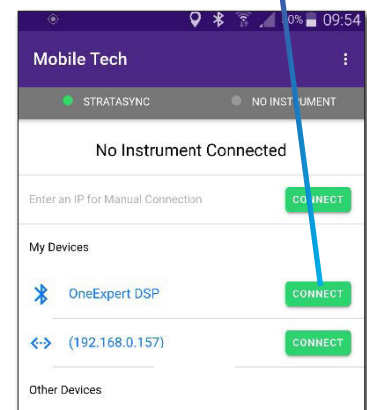 50% 09:54
Mobile Tech
STRATASYNC NO INSTRUMENT
No Instrument Connected
Enter an IP for Manual Connection CONNECT
My Devices
OneExpert DSP CONNECT
(192.168.0.157) CONNECT
Other Devices